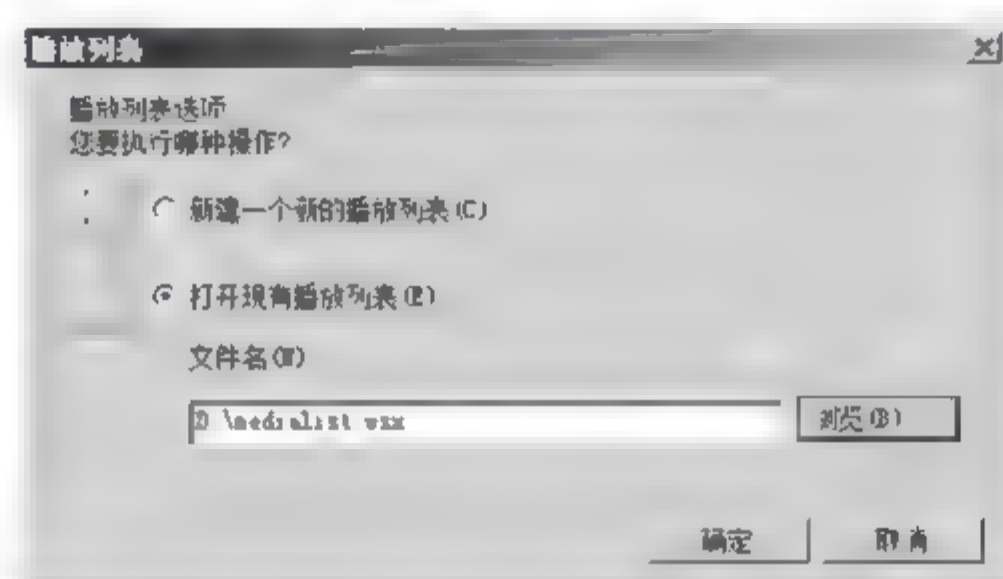 播放列表
播放列表选项
您要执行哪种操作?
新建一个新的播放列表(C)
打开现有播放列表(E)
文件名(N)
D \medialist wsx
浏览(B)
确定
取消